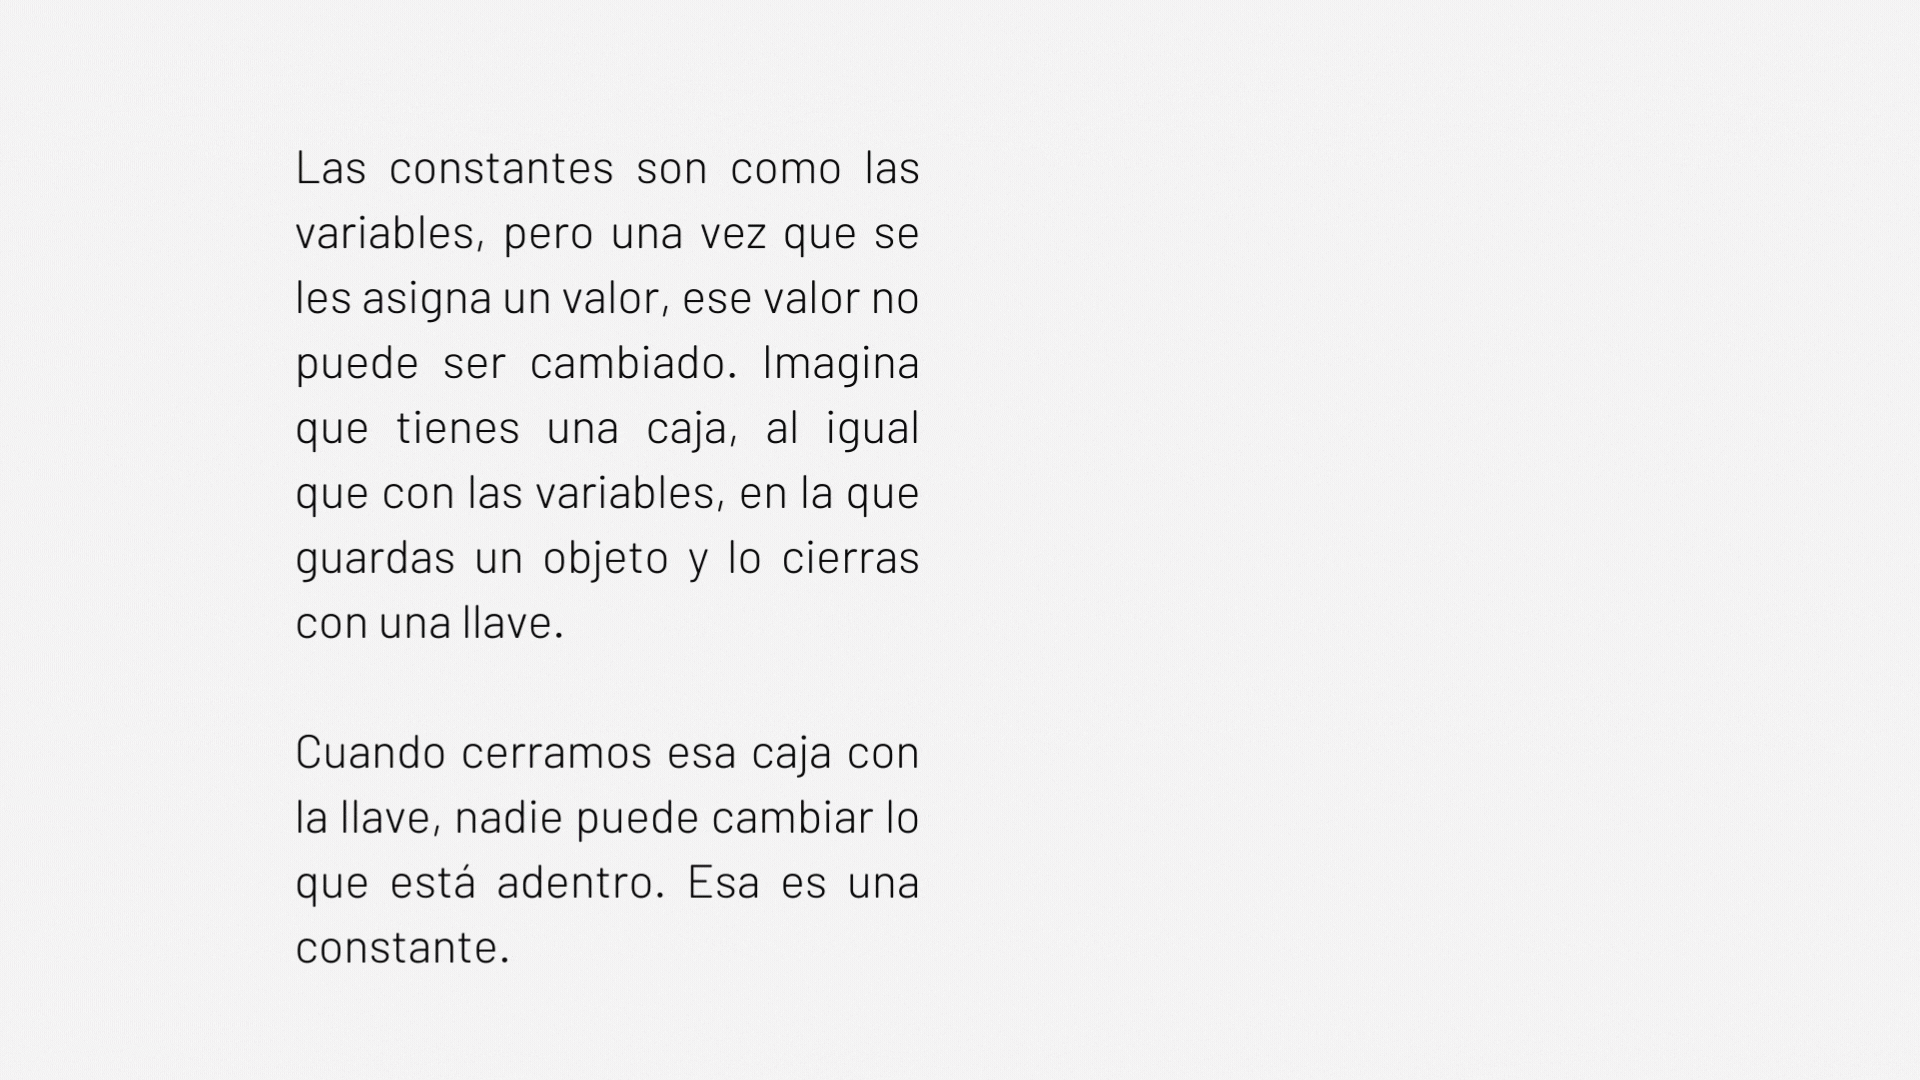 Las constantes son como las
variables, pero una vez que se
les asigna un valor, ese valor no
puede ser cambiado. Imagina
que tienes una caja, al igual
que con las variables, en la que
guardas un objeto y lo cierras
con una llave.
Cuando cerramos esa caja con
la llave, nadie puede cambiar lo
que está adentro. Esa es una
constante.